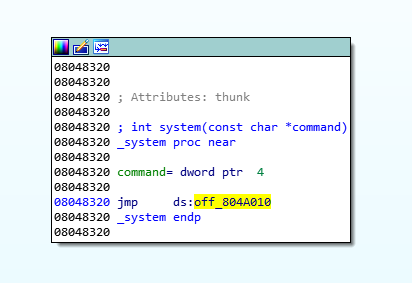 08048320
08048320
08048320 ; Attributes: thunk
08048320
08048320 ; int system(const char *command)
08048320 _system proc near
08048320
08048320 command= dword ptr  4
08048320
08048320 jmp     ds:off_804A010
08048320 _system endp
08048320